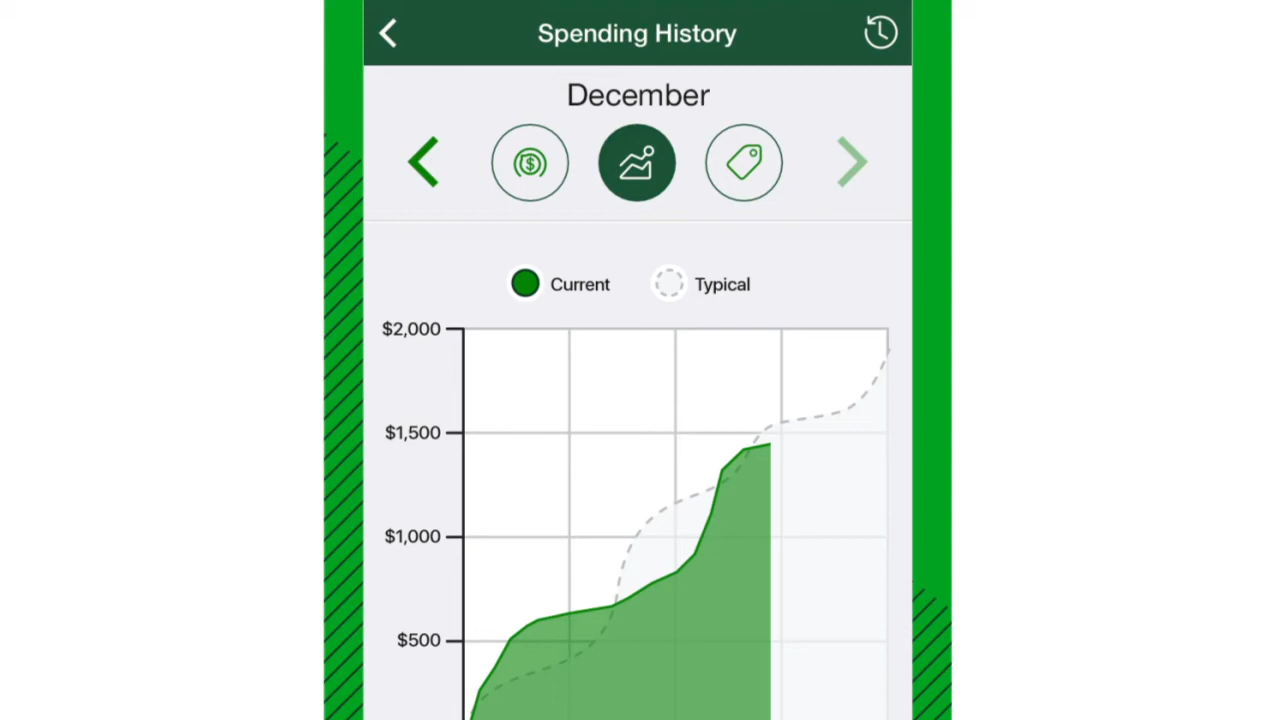 Spending History
December
Current
Typical
$2,000
$1,500
$1,000
$500